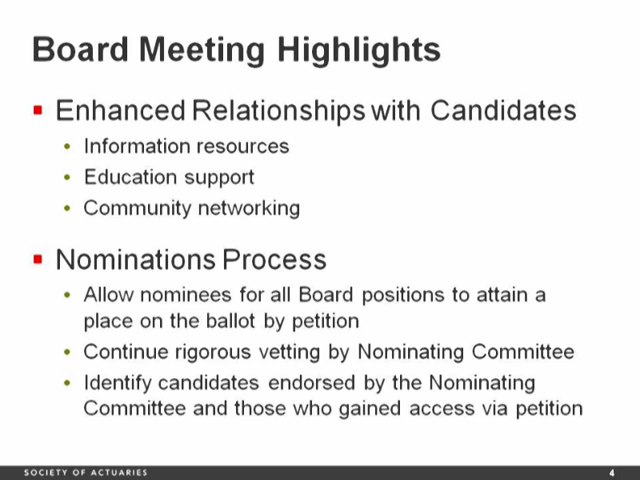 Board Meeting Highlights
Enhanced Relationships with Candidates
• Information resources
• Education support
• Community networking
Nominations Process
• Allow nominees for all Board positions to attain a
place on the ballot by petition
• Continue rigorous vetting by Nominating Committee
• Identify candidates endorsed by the Nominating
Committee and those who gained access via petition
SOCIETY OF ACTUARIES
4